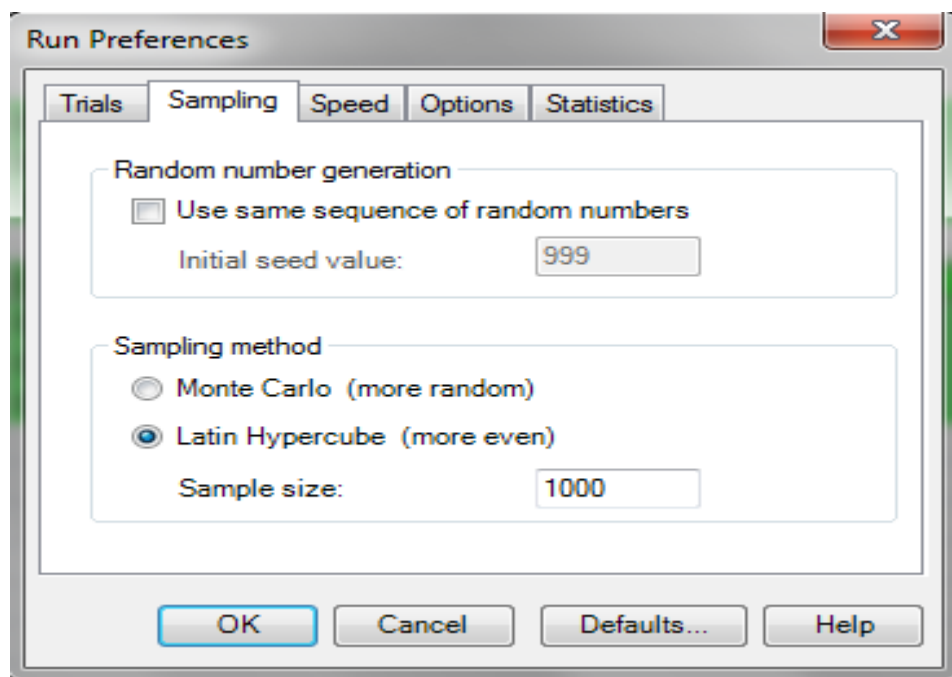 Run Preferences
Trials Sampling Speed Options Statistics
Random number generation
Use same sequence of random numbers
Initial seed value: 999
Sampling method
Monte Carlo (more random)
Latin Hypercube (more even)
Sample size: 1000
OK Cancel Defaults... Help